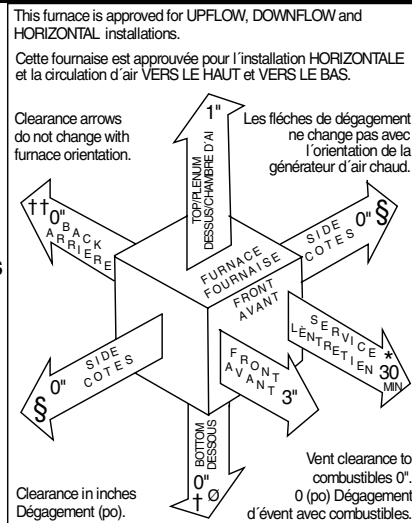 This furnace is approved for UPFLOW, DOWNFLOW and
HORIZONTAL installations.
Cette fournaise est approuvée pour l'installation HORIZONTALE
et la circulation d'air VERS LE HAUT et VERS LE BAS.
Clearance arrows
do not change with
furnace orientation.
Les fléches de dégagement
ne change pas avec
l'orientation de la
générateur d'air chaud.
1"
TOP/PLENUM
DESSUS/CHAMBRE D'AI
††0"
BACK
ARRIERE
SIDE
COTES
0" §
FURNACE
FOURNAISE
FRONT
AVANT
SERVICE
LÈNTRETIEN
*
30
MIN
§ 0"
SIDE
COTES
FRONT
AVANT
3"
BOTTOM
DESSOUS
0"
† Ø
Clearance in inches
Dégagement (po).
Vent clearance to
combustibles 0".
0 (po) Dégagement
d'évent avec combustibles.